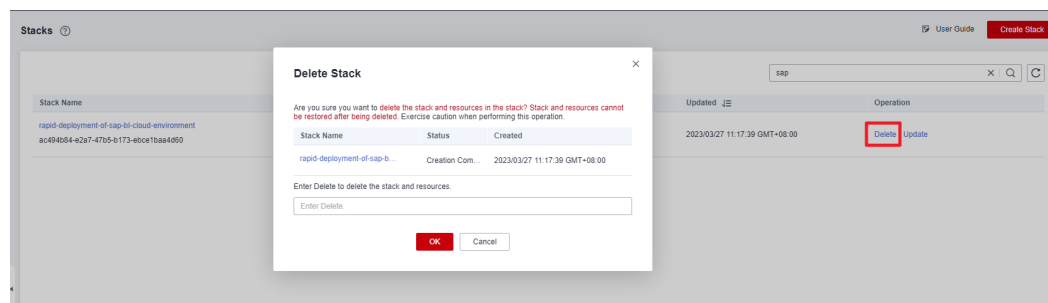 Stacks
User Guide
Create Stack
Delete Stack
sap
Stack Name
Updated
Operation
Are you sure you want to delete the stack and resources in the stack? Stack and resources cannot
be restored after being deleted. Exercise caution when performing this operation.
rapid-deployment-of-sap-bl-cloud-environment
ac494b84-e2a7-47b5-b173-ebce1baa4d60
2023/03/27 11:17:39 GMT+08:00
Delete
Update
Stack Name
Status
Created
rapid-deployment-of-sap-b...
Creation Com...
2023/03/27 11:17:39 GMT+08:00
Enter Delete to delete the stack and resources.
Enter Delete.
OK
Cancel